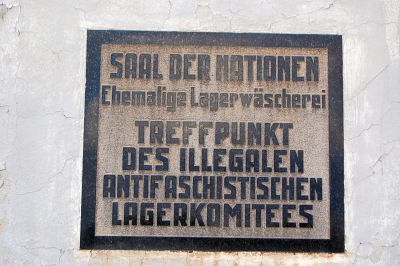 SAAL DER NATIONEN
Ehemalige Lagerwäscherei
TREFFPUNKT
DES ILLEGALEN
ANTIFASCHISTISCHEN
LAGERKOMITEES